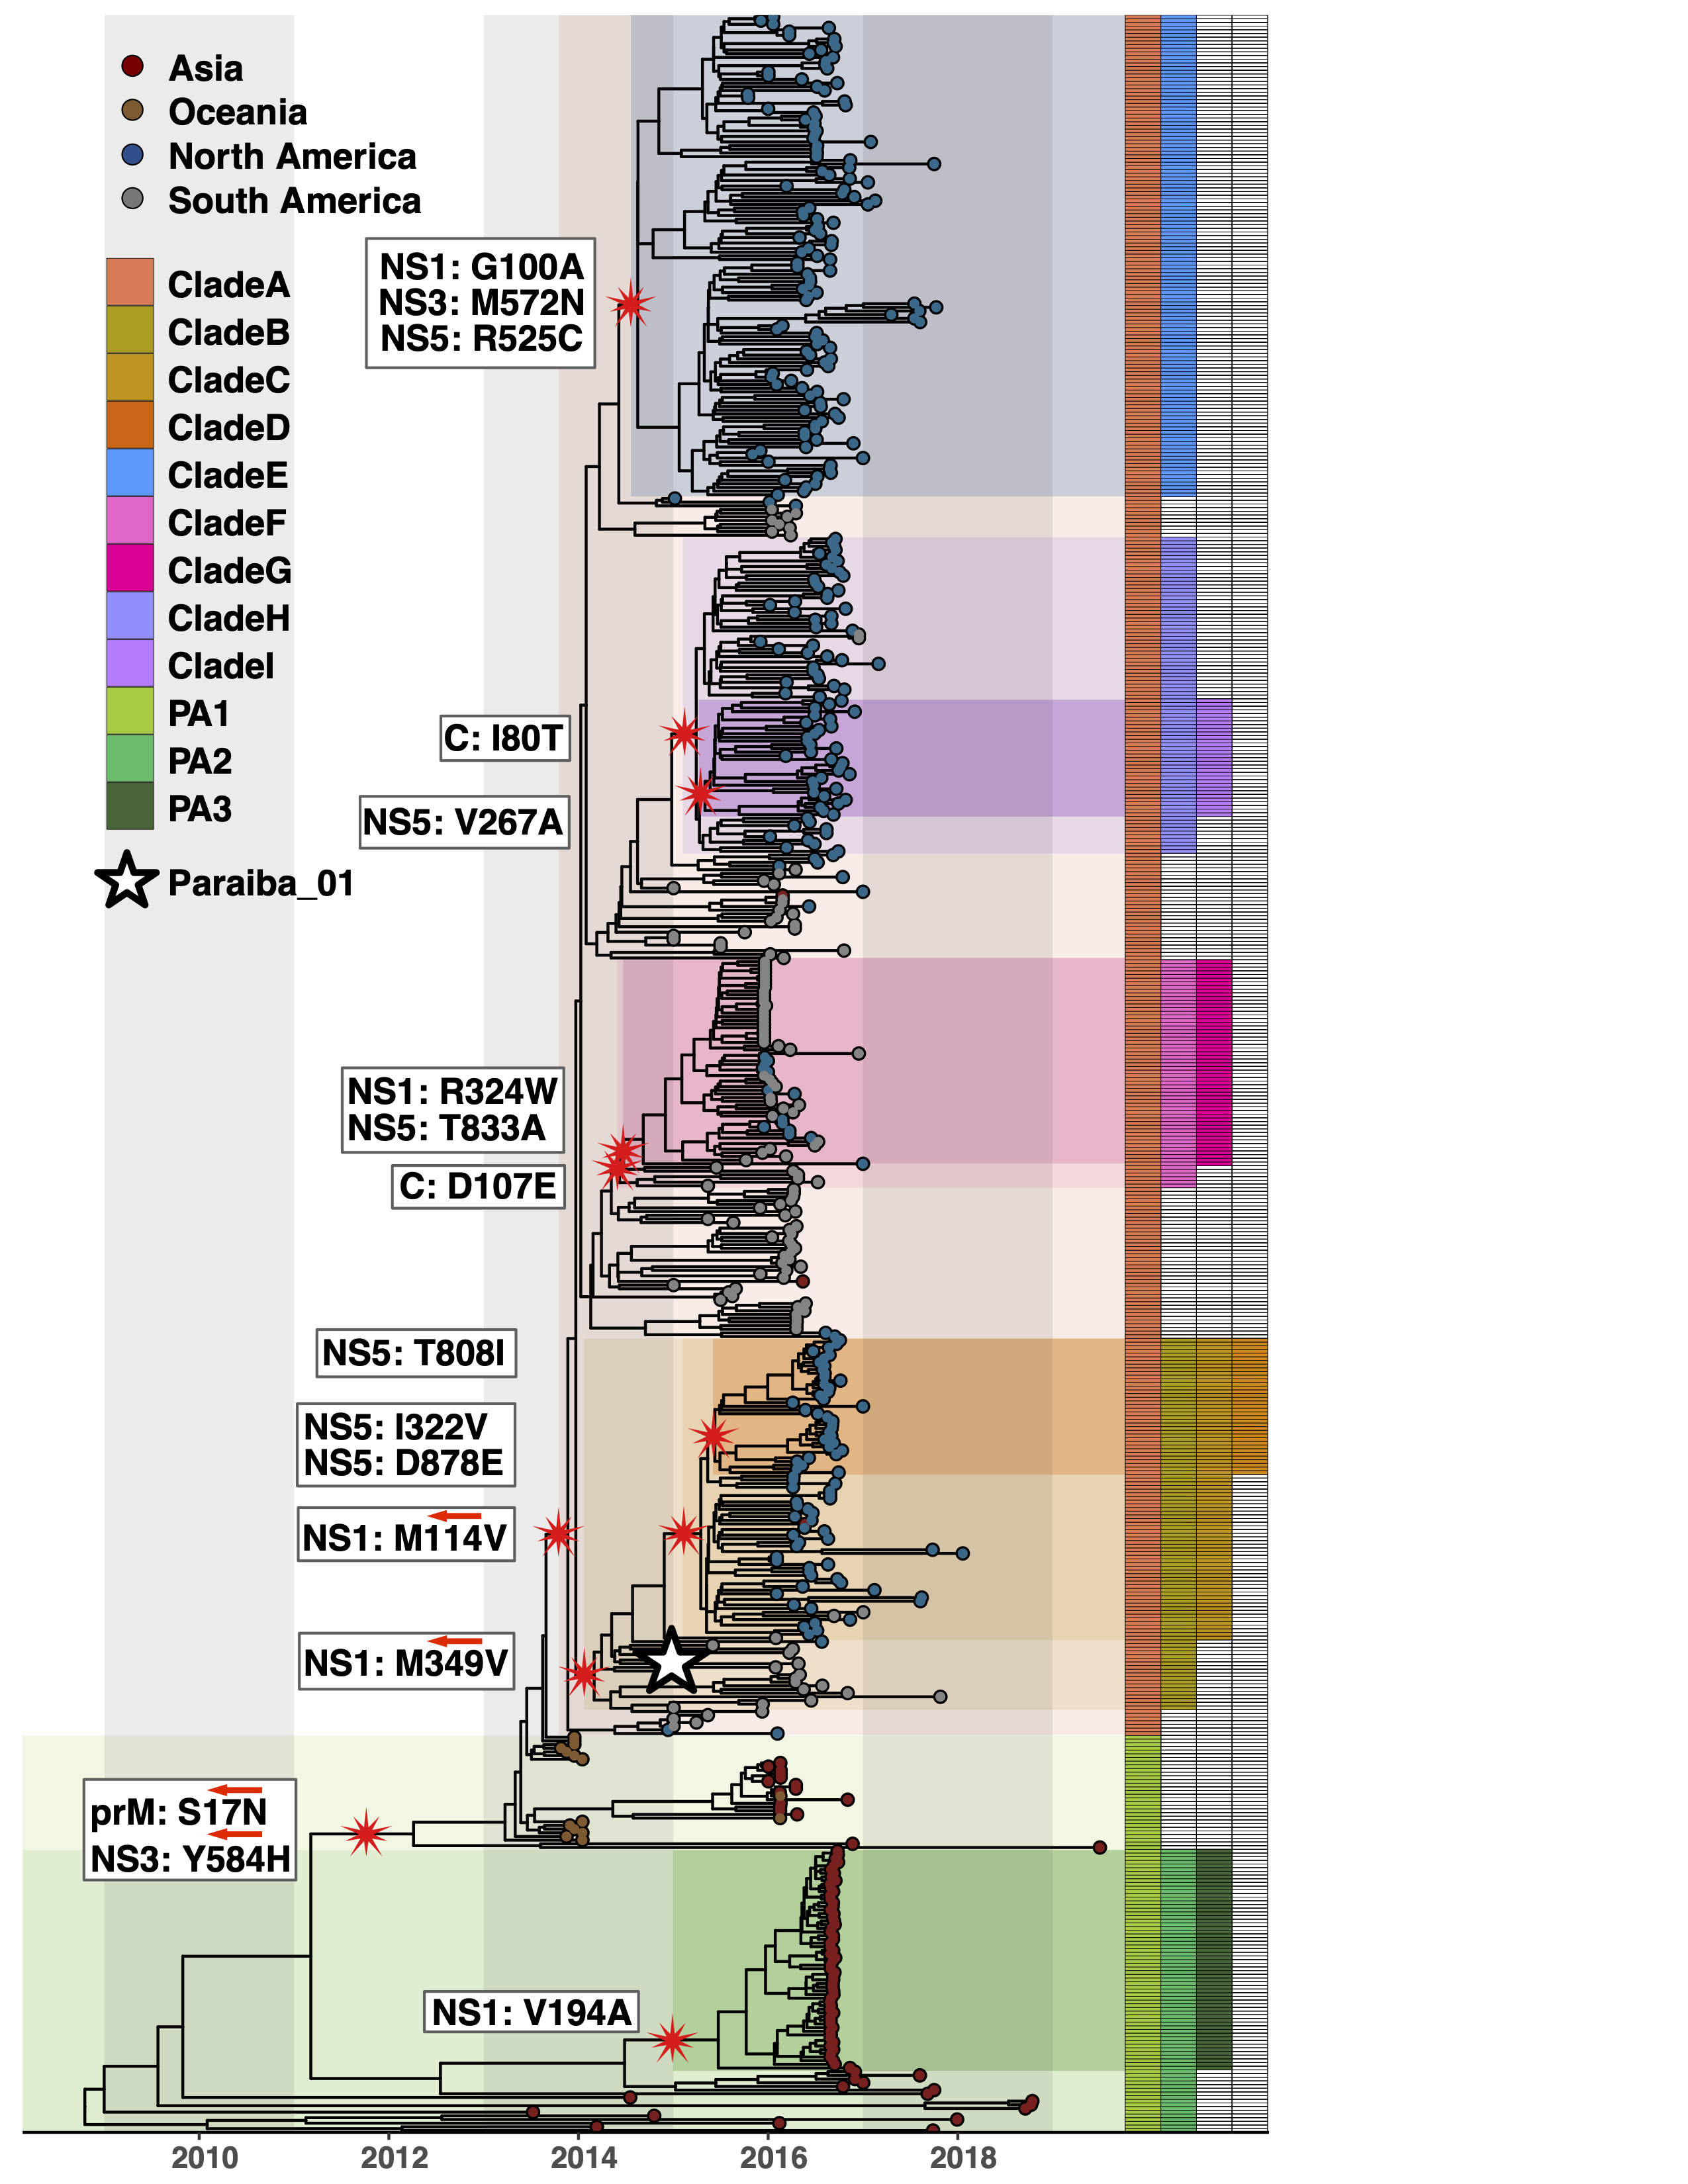 Asia
Oceania
North America
South America
CladeA
CladeB
CladeC
CladeD
CladeE
CladeF
CladeG
CladeH
CladeI
PA1
PA2
PA3
Paraiba_01
NS1: G100A
NS3: M572N
NS5: R525C
C: I80T
NS5: V267A
NS1: R324W
NS5: T833A
C: D107E
NS5: T808I
NS5: I322V
NS5: D878E
NS1: M114V
NS1: M349V
prM: S17N
NS3: Y584H
NS1: V194A
2010 2012 2014 2016 2018